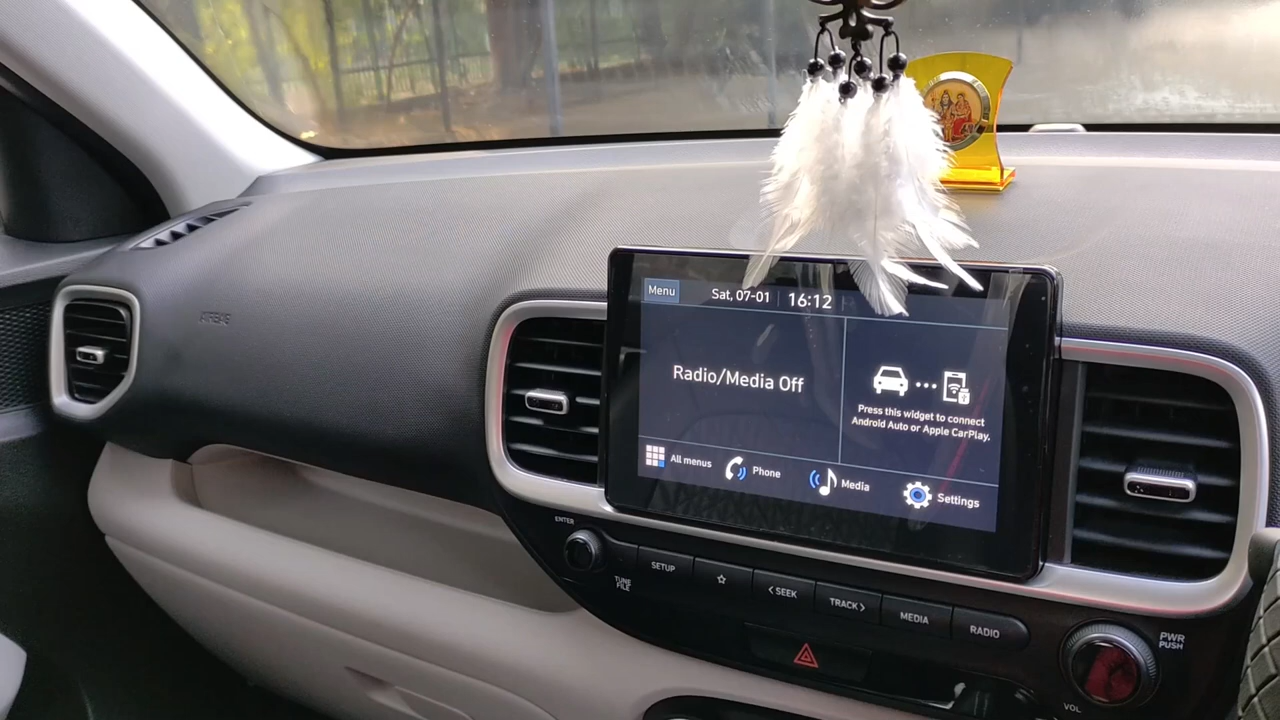 Menu
Sat, 07-01
16:12
Radio/Media Off
Press this widget to connect
Android Auto or Apple CarPlay.
All menus
Phone
Media
Settings
AIRBAG
ENTER
TUNE
FILE
SETUP
☆
< SEEK
TRACK >
MEDIA
RADIO
PWR
PUSH
VOL